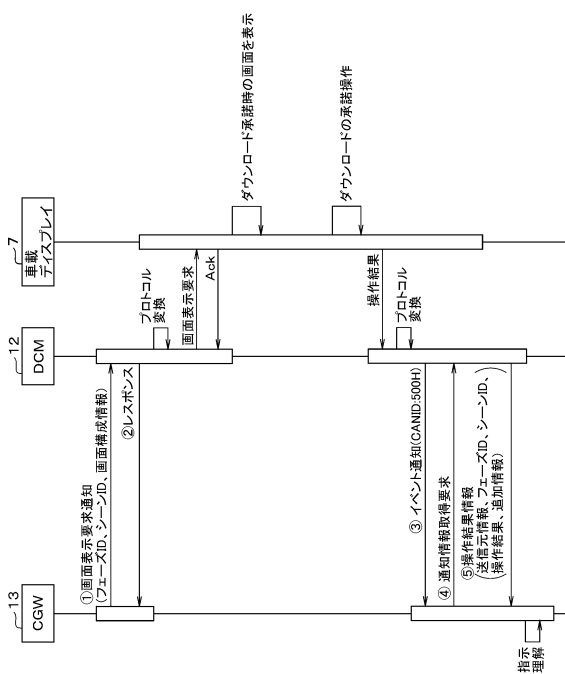 13
CGW
12
DCM
7
車載
ディスプレイ
①画面表示要求通知
(フェーズID、シーンID、画面構成情報)
②レスポンス
プロトコル
変換
画面表示要求
Ack
ダウンロード承諾時の画面を表示
ダウンロードの承諾操作
操作結果
プロトコル
変換
③イベント通知(CANID:500H)
④通知情報取得要求
⑤操作結果情報
(送信元情報、フェーズID、シーンID、
操作結果、追加情報)
指示
理解